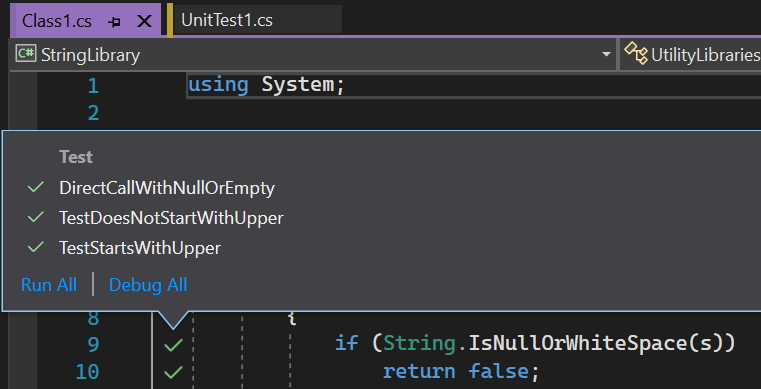 Class1.cs UnitTest1.cs
C# StringLibrary UtilityLibraries
1 using System;
2
Test
DirectCallWithNullOrEmpty
TestDoesNotStartWithUpper
TestStartsWithUpper
Run All | Debug All
8 {
9 if (String.IsNullOrWhiteSpace(s))
10 return false;